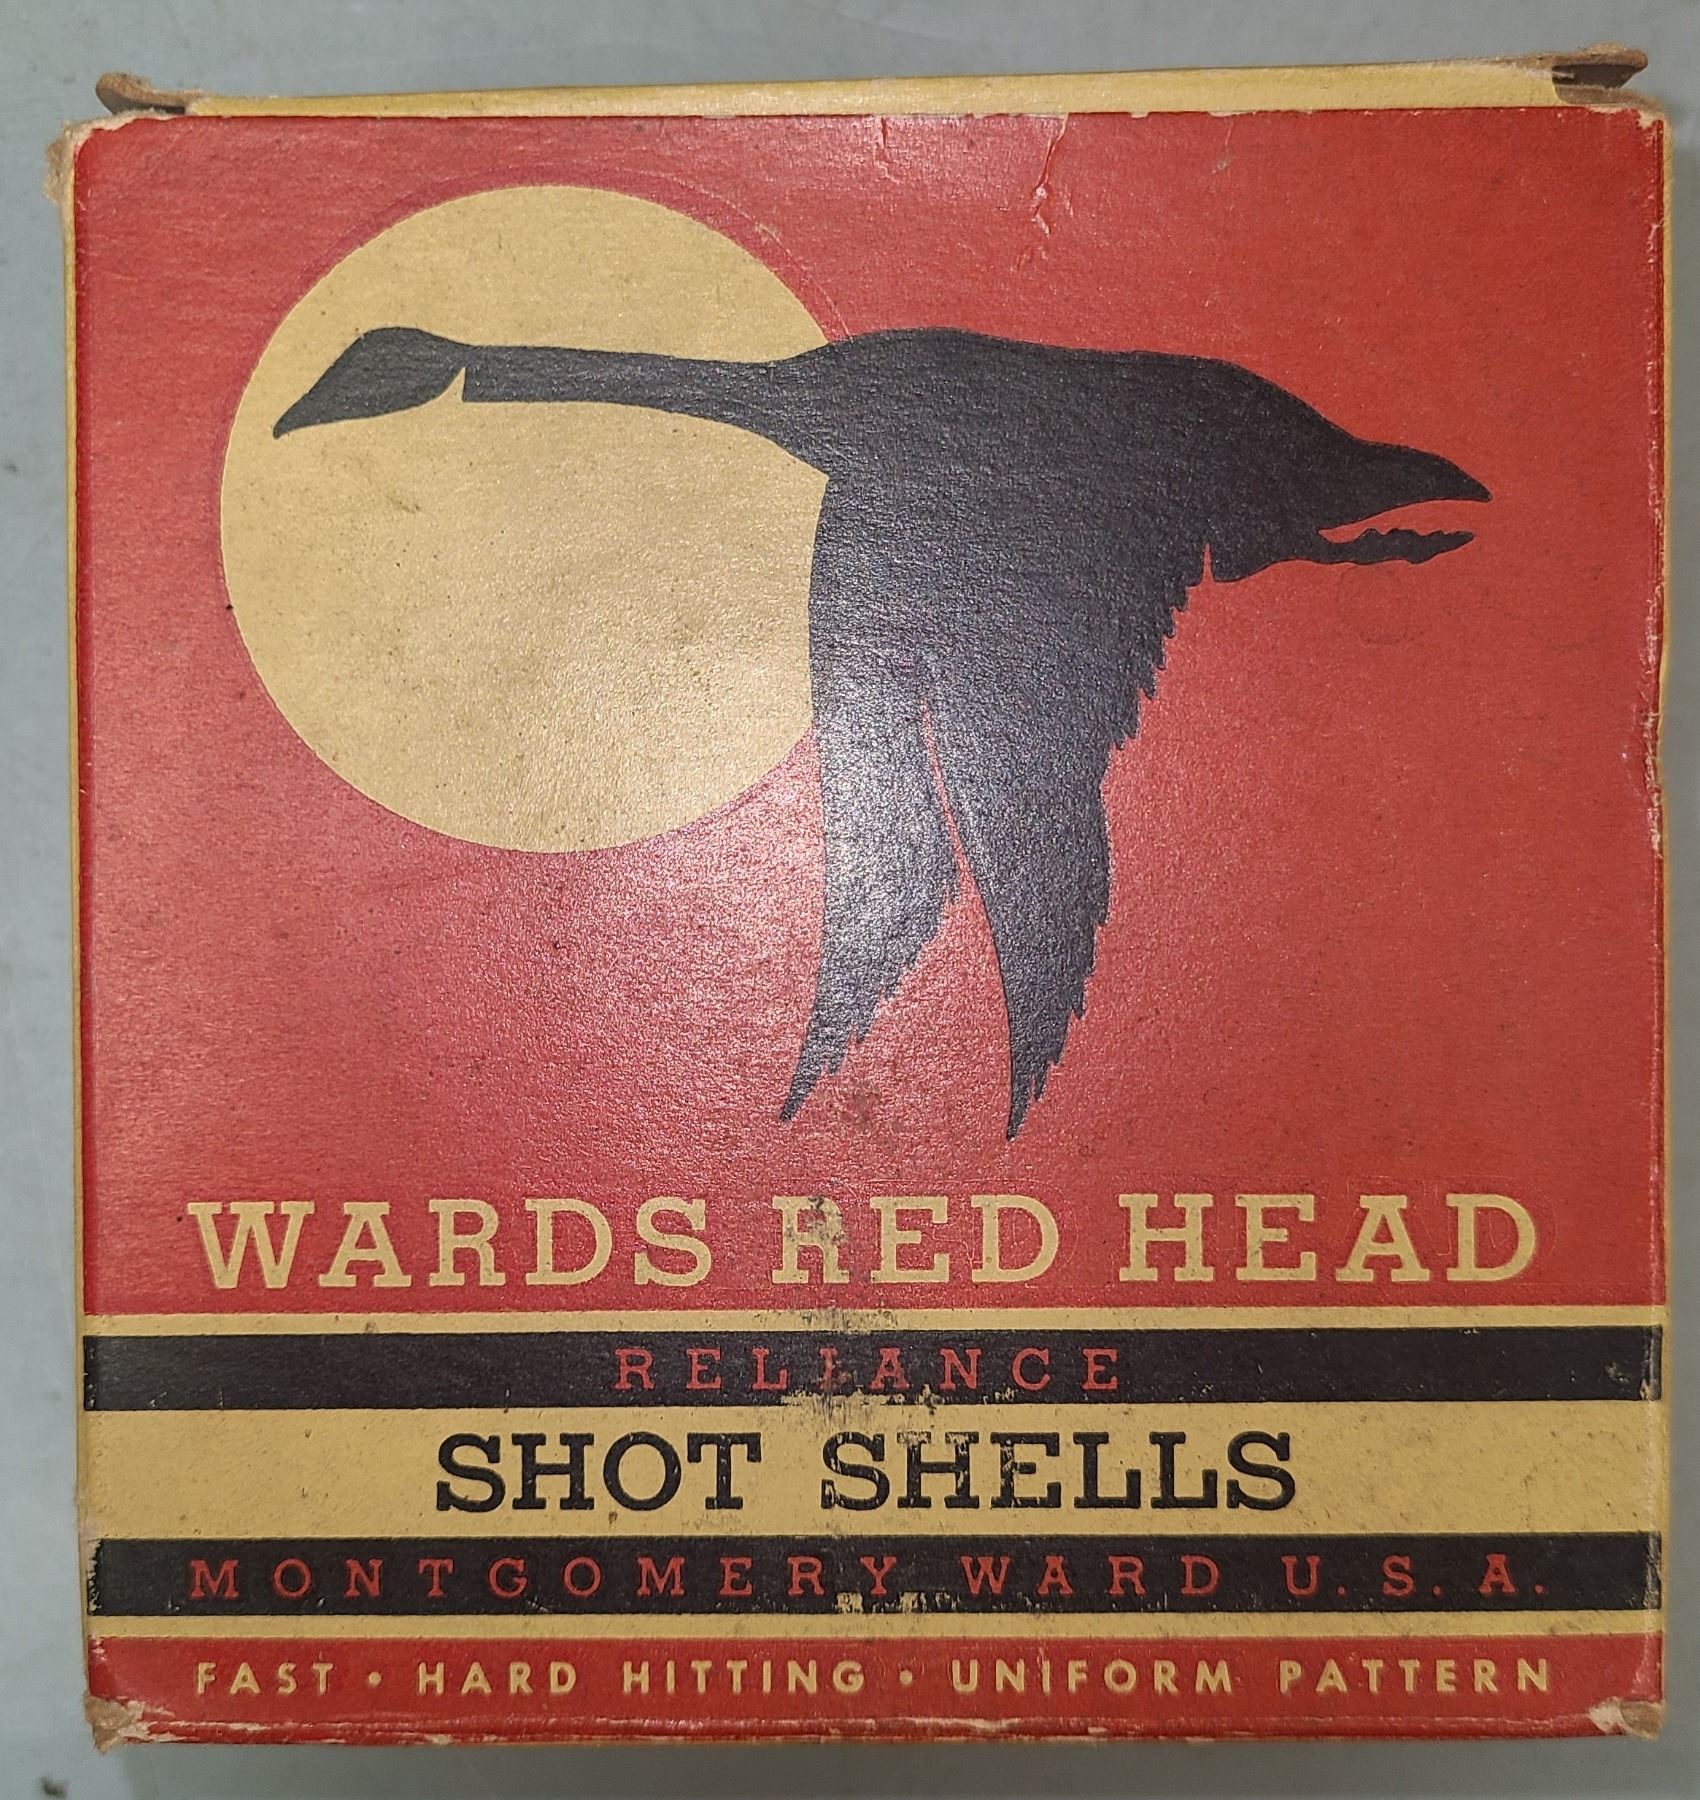 WARDS RED HEAD
RELIANCE
SHOT SHELLS
MONTGOMERY WARD U.S.A.
FAST • HARD HITTING • UNIFORM PATTERN